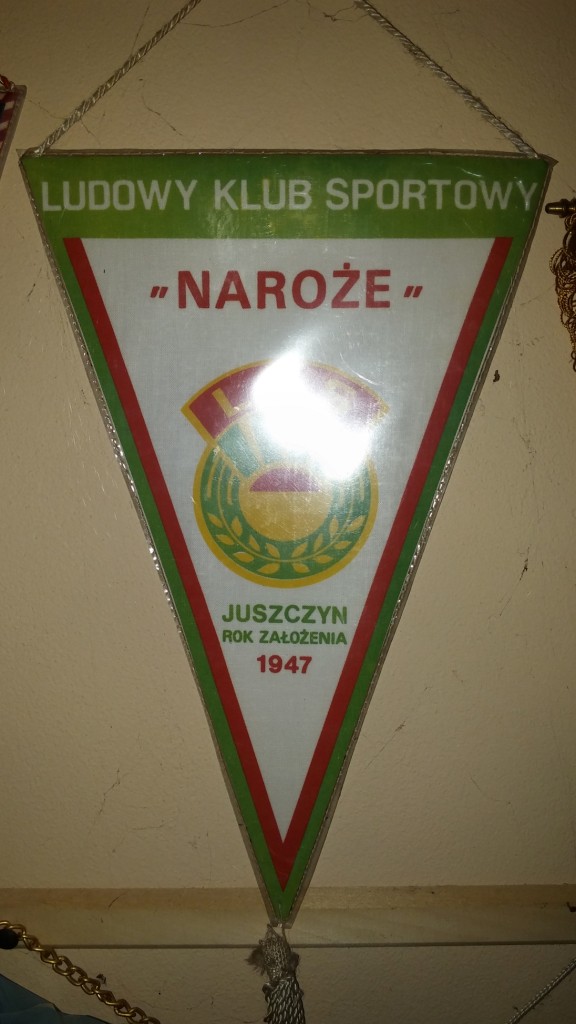 LUDOWY KLUB SPORTOWY
"NAROŻE"
JUSZCZYN
ROK ZAŁOŻENIA
1947